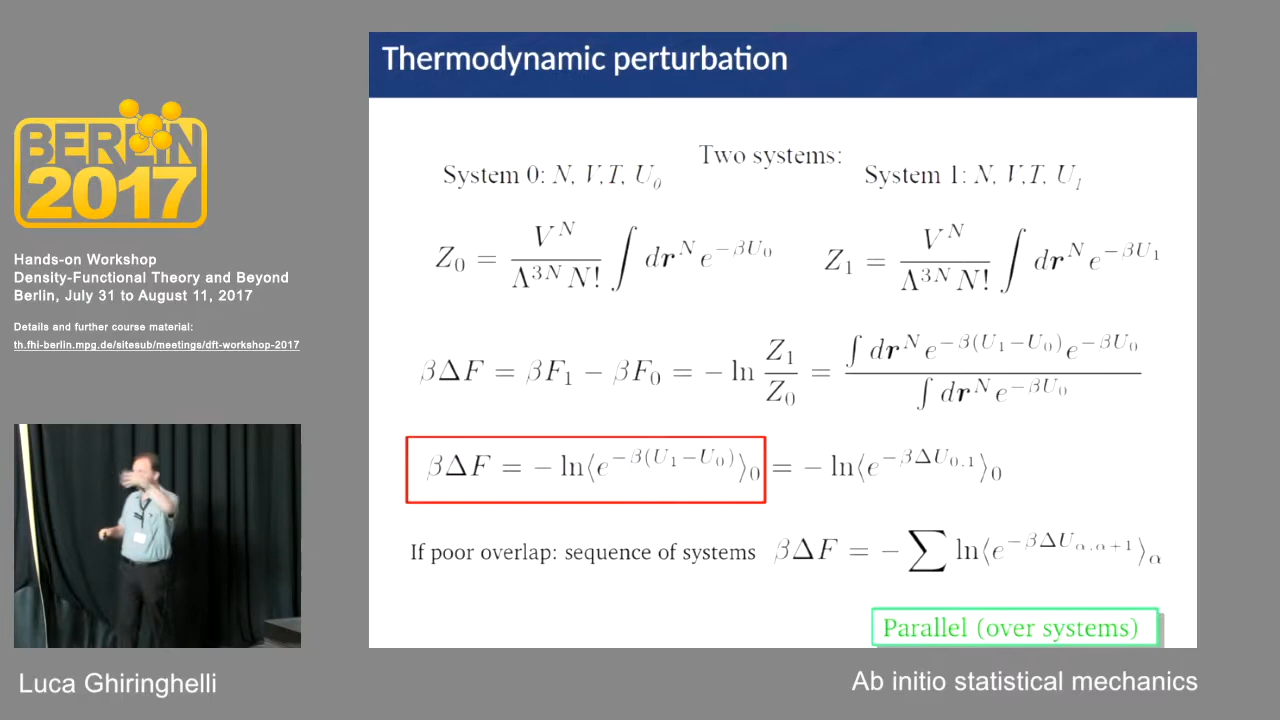 Thermodynamic perturbation
BERLIN
2017
Hands-on Workshop
Density-Functional Theory and Beyond
Berlin, July 31 to August 11, 2017
Details and further course material:
th.fhi-berlin.mpg.de/sitesub/meetings/dft-workshop-2017
Two systems:
System 0: N, V,T, U₀
System 1: N, V,T, U₁
Z₀ = V^N / (Λ^{3N} N!) ∫ d𝒓^N e^{−βU₀}
Z₁ = V^N / (Λ^{3N} N!) ∫ d𝒓^N e^{−βU₁}
βΔF = βF₁ − βF₀ = − ln Z₁/Z₀ = ∫ d𝒓^N e^{−β(U₁−U₀)} e^{−βU₀} / ∫ d𝒓^N e^{−βU₀}
βΔF = − ln⟨e^{−β(U₁−U₀)}⟩₀ = − ln⟨e^{−βΔU_{0,1}}⟩₀
If poor overlap: sequence of systems βΔF = − ∑ ln⟨e^{−βΔU_{α,α+1}}⟩_α
Parallel (over systems)
Luca Ghiringhelli
Ab initio statistical mechanics